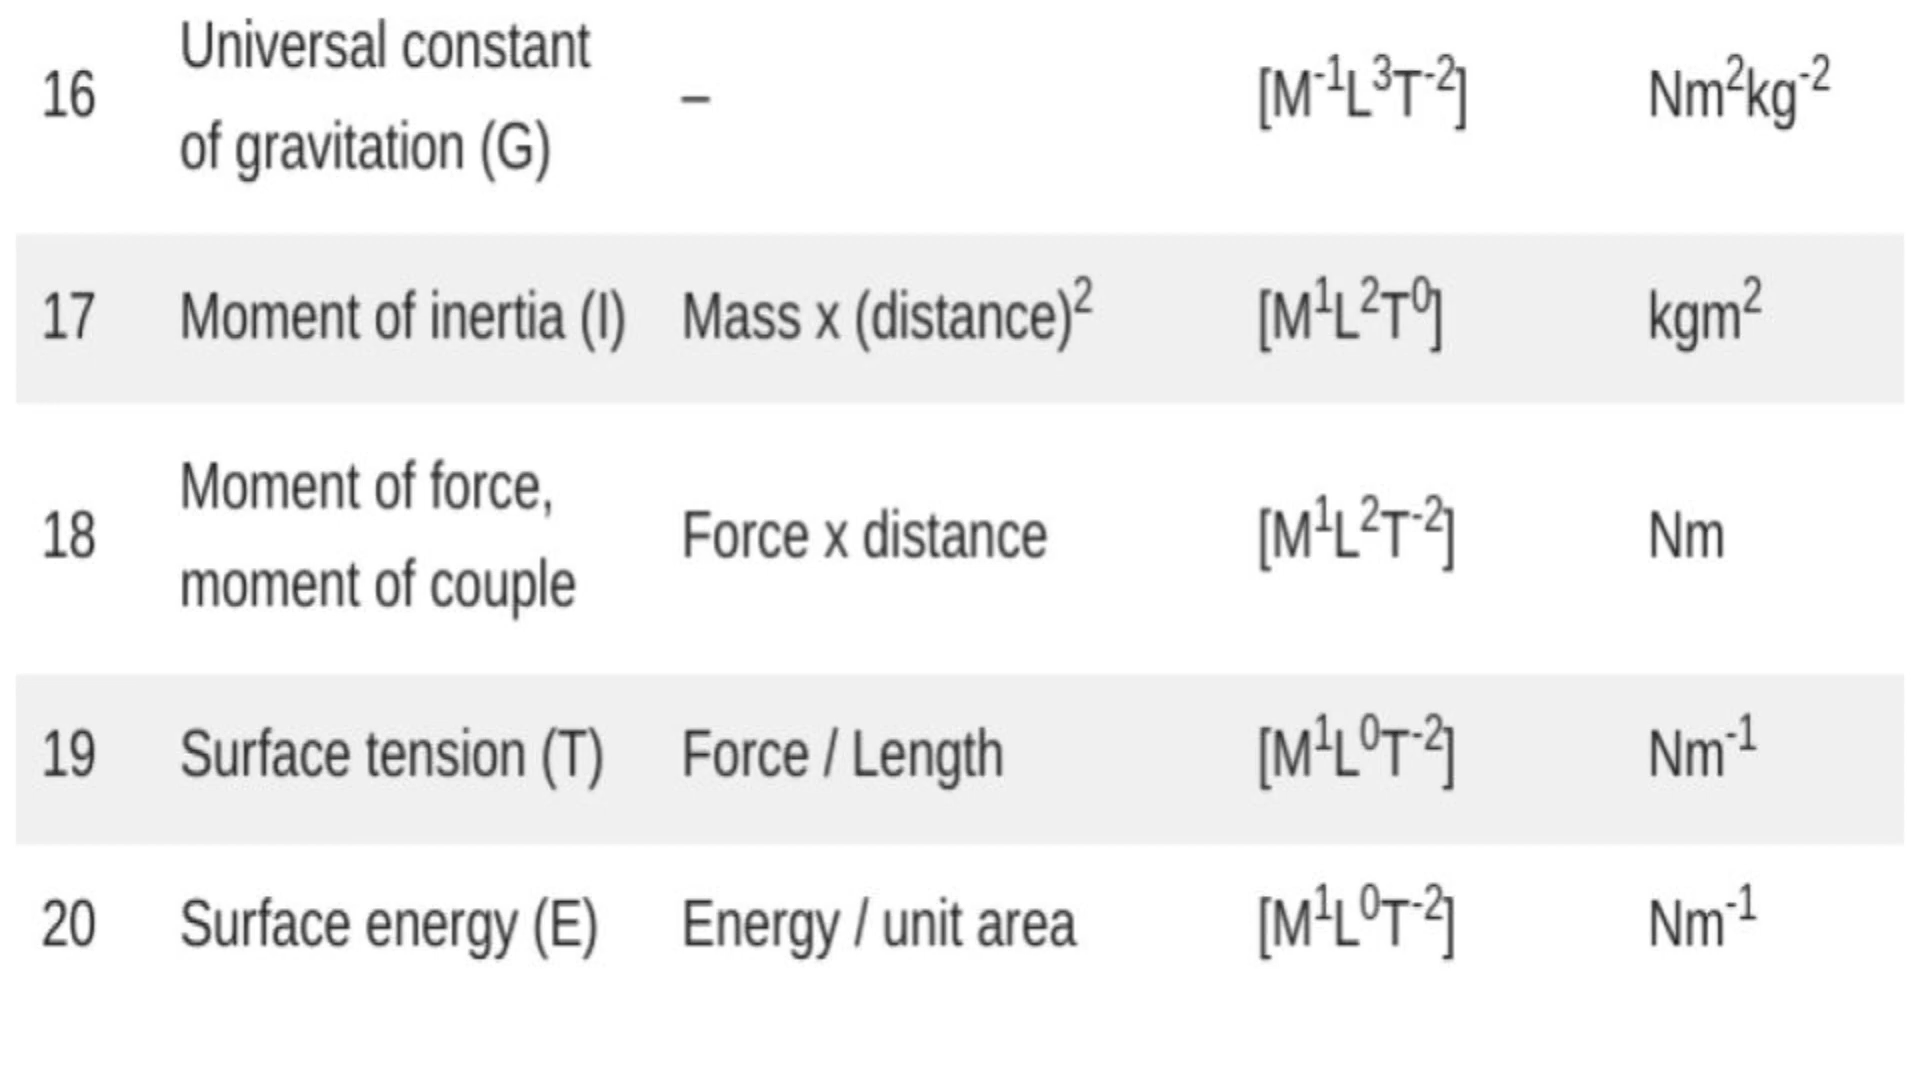 16 Universal constant of gravitation (G) – [M⁻¹L³T⁻²] Nm²kg⁻²
17 Moment of inertia (I) Mass x (distance)² [M¹L²T⁰] kgm²
18 Moment of force, moment of couple Force x distance [M¹L²T⁻²] Nm
19 Surface tension (T) Force / Length [M¹L⁰T⁻²] Nm⁻¹
20 Surface energy (E) Energy / unit area [M¹L⁰T⁻²] Nm⁻¹